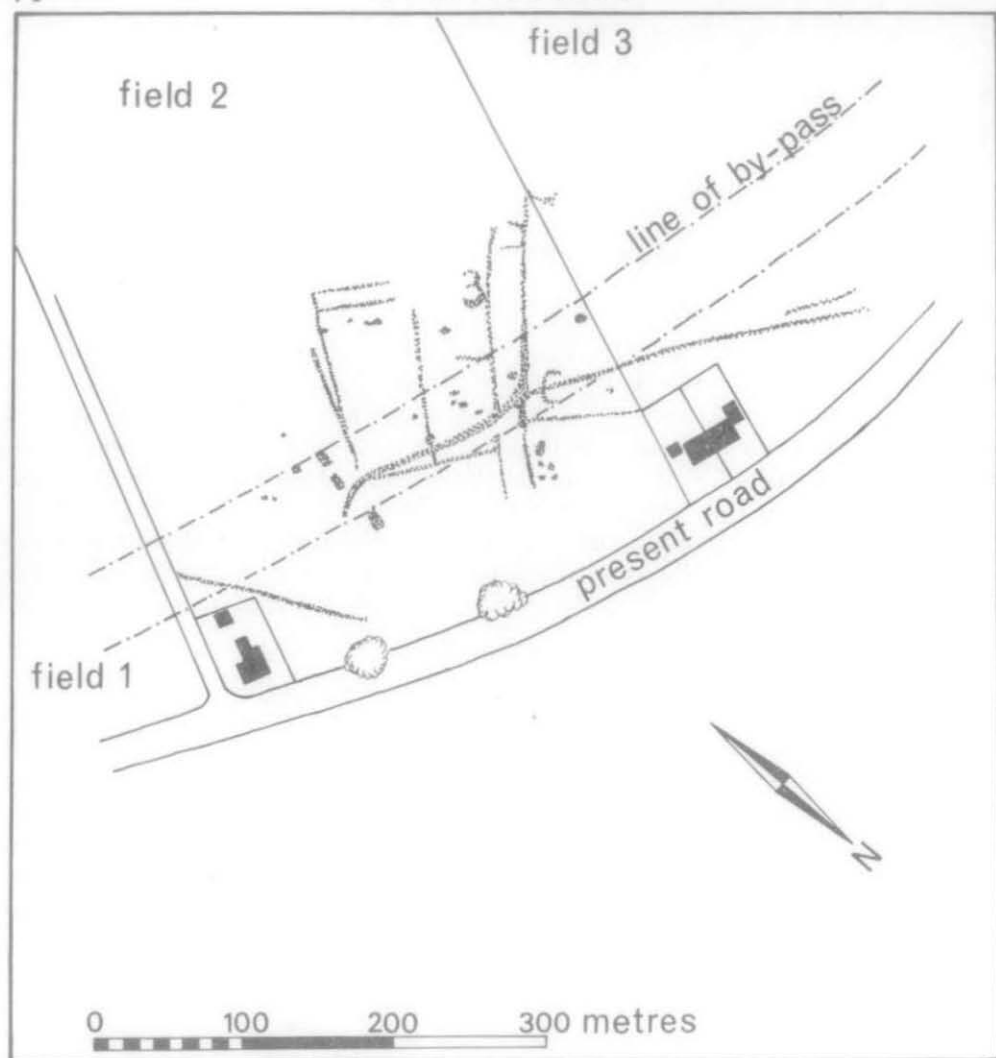 field 3
field 2
line of by-pass
present road
field 1
N
0 100 200 300 metres